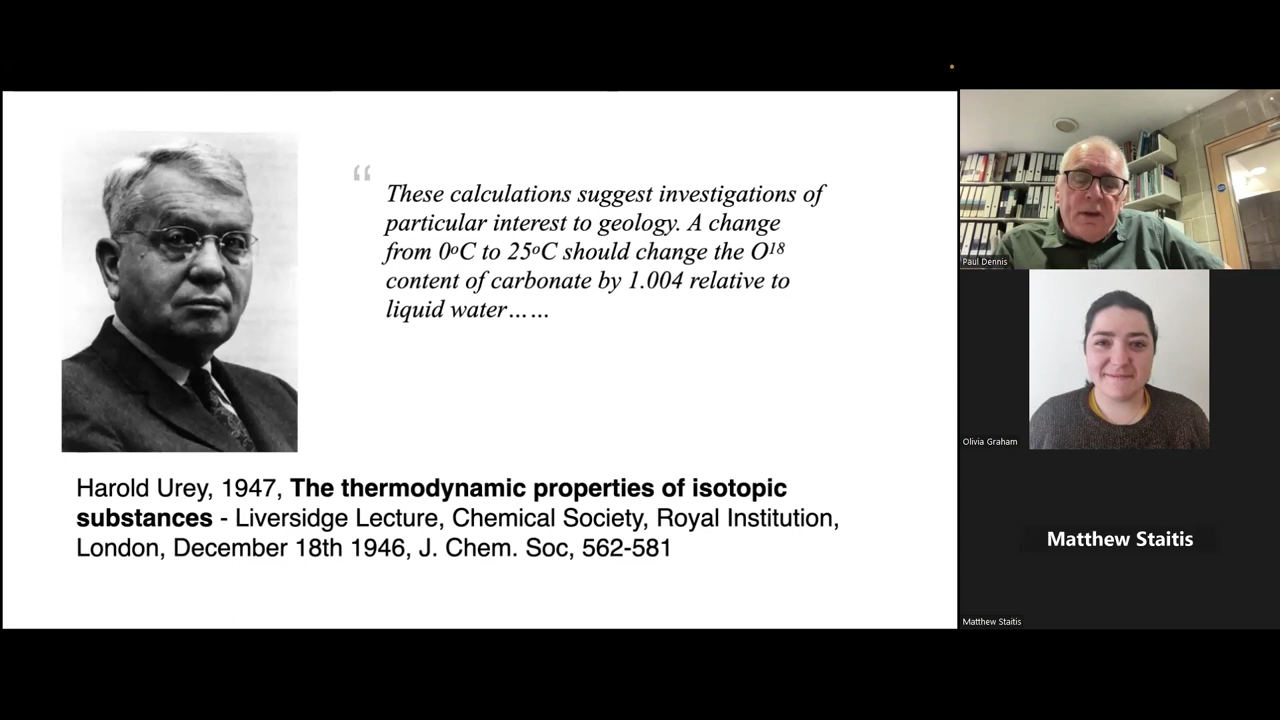 “
These calculations suggest investigations of
particular interest to geology. A change
from 0ºC to 25ºC should change the O¹⁸
content of carbonate by 1.004 relative to
liquid water……
Harold Urey, 1947, The thermodynamic properties of isotopic
substances - Liversidge Lecture, Chemical Society, Royal Institution,
London, December 18th 1946, J. Chem. Soc, 562-581
Paul Dennis
Olivia Graham
Matthew Staitis
Matthew Staitis